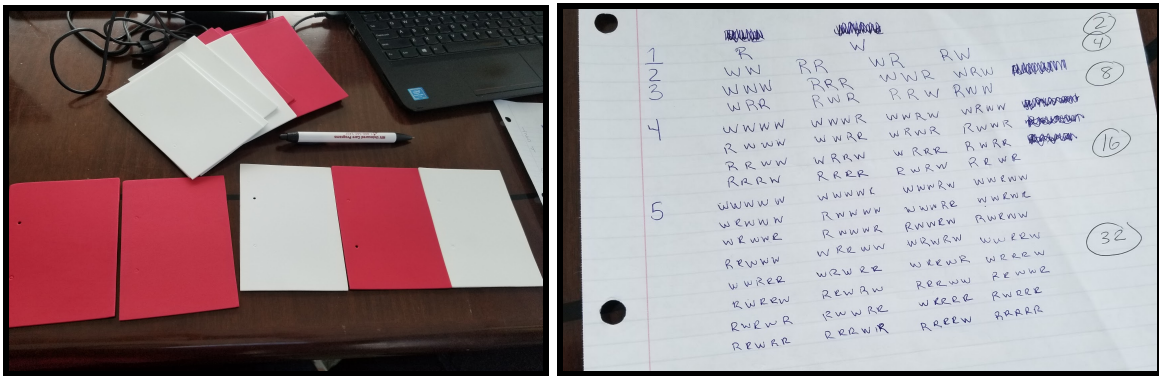 1 R W 2
2 WW RR WR RW 4
3 WWW RRR WWR WRW 8
WRR RWR RRW RWW
4 WWWW WWWR WWRW WRWW
RWWW WWRR WRWR RWWR
RRWW WRRW WRRR RWRR 16
RRRW RRRR RWRW RRWR
5 WWWWW WWWWR WWWRW WWRWW
WRWWW RWWWW WWWRR WWRWR
WRWWR RWWWR RWWRW RWRWW
RRWWW WRRWW WRWRW WWRRW 32
WWRRR WRWRR WRRWR WRRRW
RWRRW RRWRW RRRWW RRWWR
RWRWR RWWRR WRRRR RWRRR
RRWRR RRRWR RRRRW RRRRR